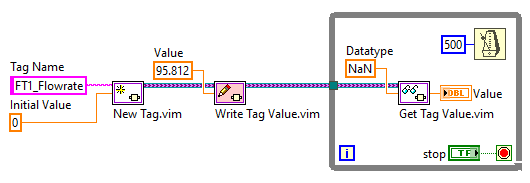 Tag Name
FT1_Flowrate
Initial Value
0
New Tag.vim
Value
95.812
Write Tag Value.vim
Datatype
NaN
500
DBL
Value
Get Tag Value.vim
i
stop
TF